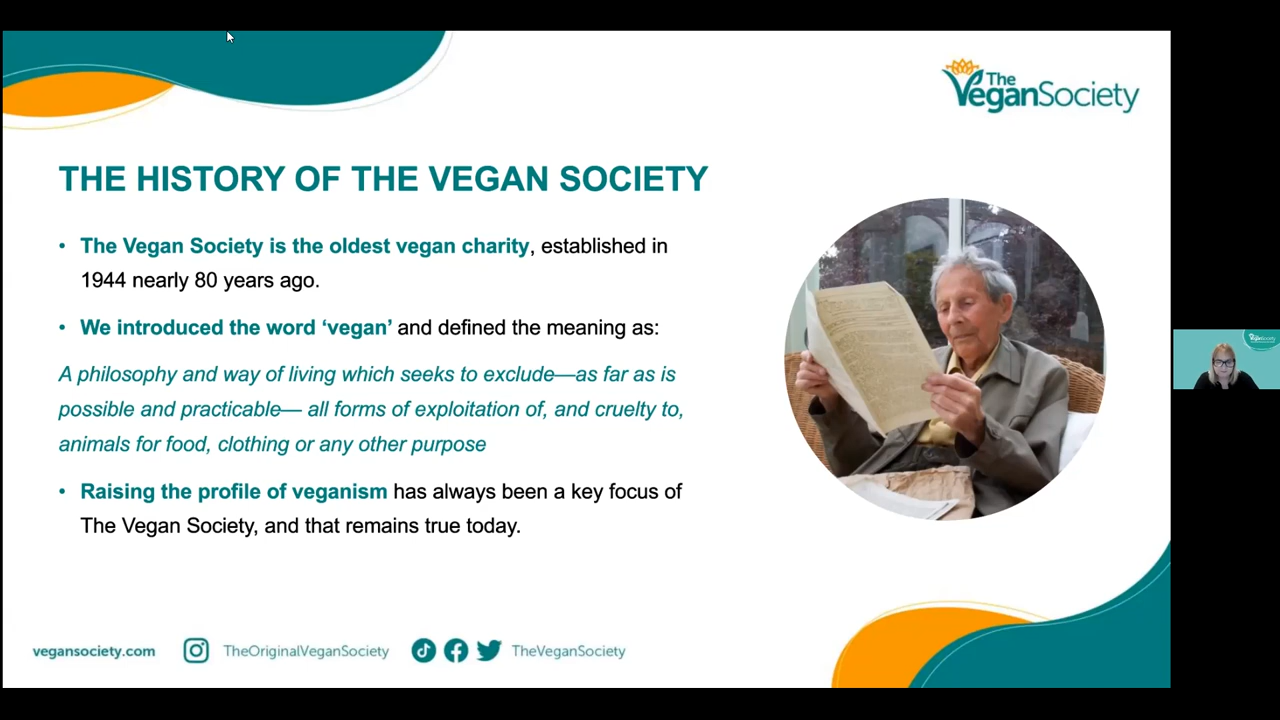 The
VeganSociety
THE HISTORY OF THE VEGAN SOCIETY
• The Vegan Society is the oldest vegan charity, established in
1944 nearly 80 years ago.
• We introduced the word ‘vegan’ and defined the meaning as:
A philosophy and way of living which seeks to exclude—as far as is
possible and practicable— all forms of exploitation of, and cruelty to,
animals for food, clothing or any other purpose
• Raising the profile of veganism has always been a key focus of
The Vegan Society, and that remains true today.
vegansociety.com TheOriginalVeganSociety TheVeganSociety